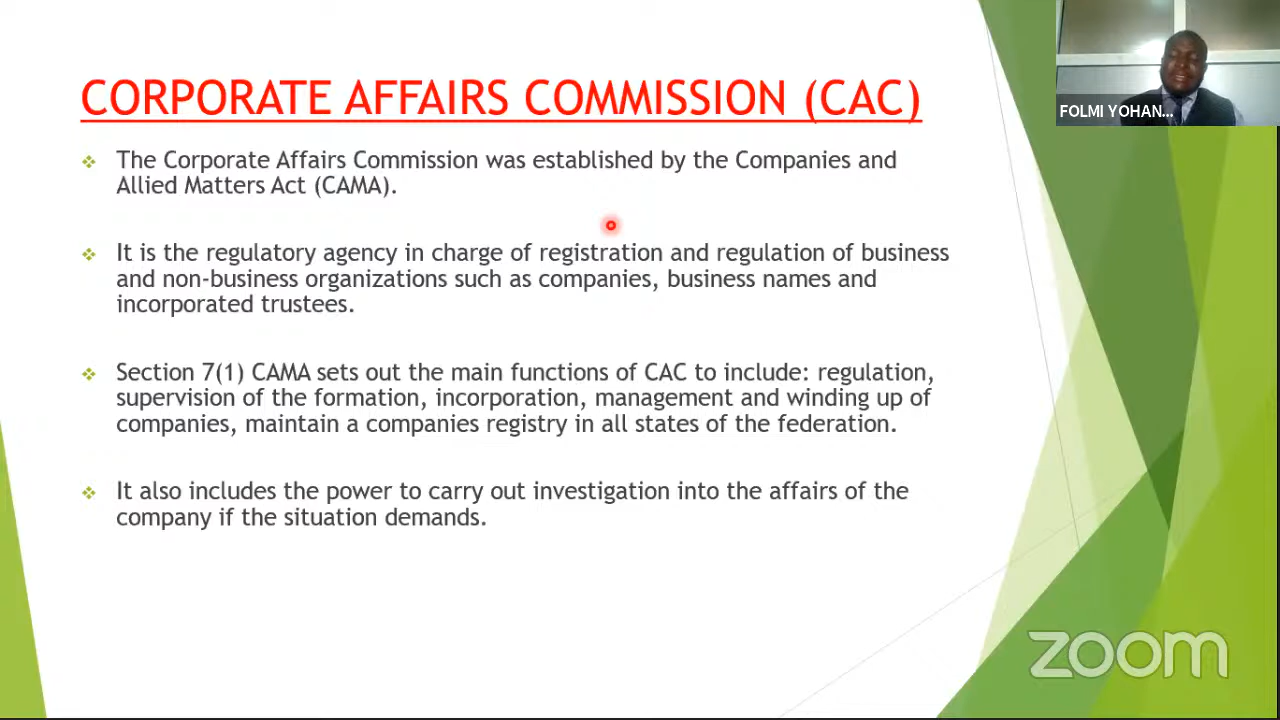 CORPORATE AFFAIRS COMMISSION (CAC)
FOLMI YOHAN...
The Corporate Affairs Commission was established by the Companies and
Allied Matters Act (CAMA).
It is the regulatory agency in charge of registration and regulation of business
and non-business organizations such as companies, business names and
incorporated trustees.
Section 7(1) CAMA sets out the main functions of CAC to include: regulation,
supervision of the formation, incorporation, management and winding up of
companies, maintain a companies registry in all states of the federation.
It also includes the power to carry out investigation into the affairs of the
company if the situation demands.
zoom